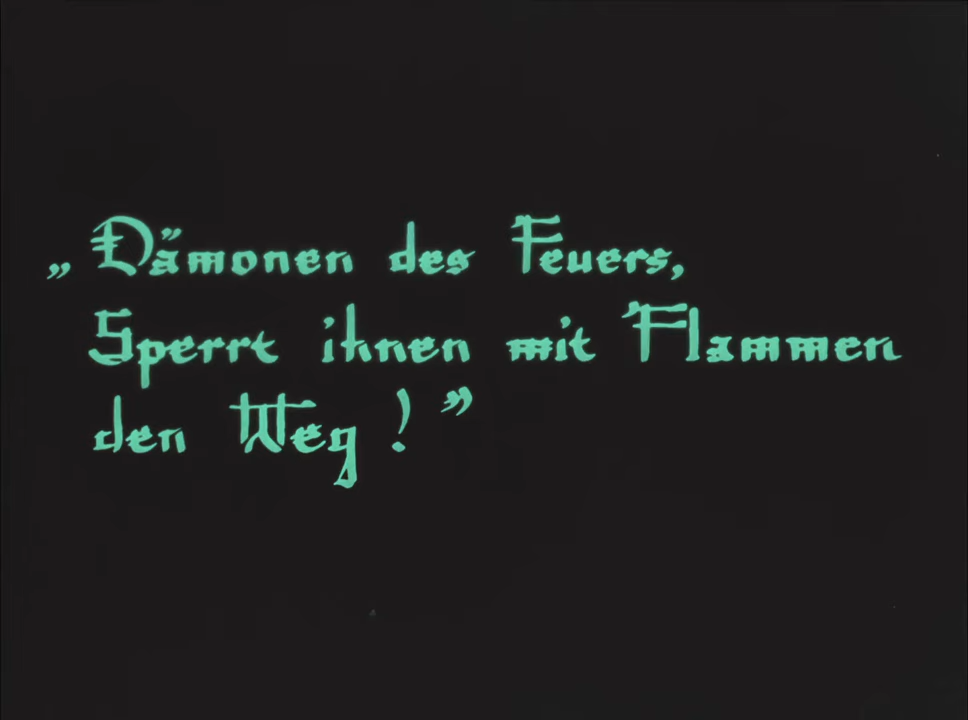 „Dämonen des Feuers,
Sperrt ihnen mit Flammen
den Weg!”